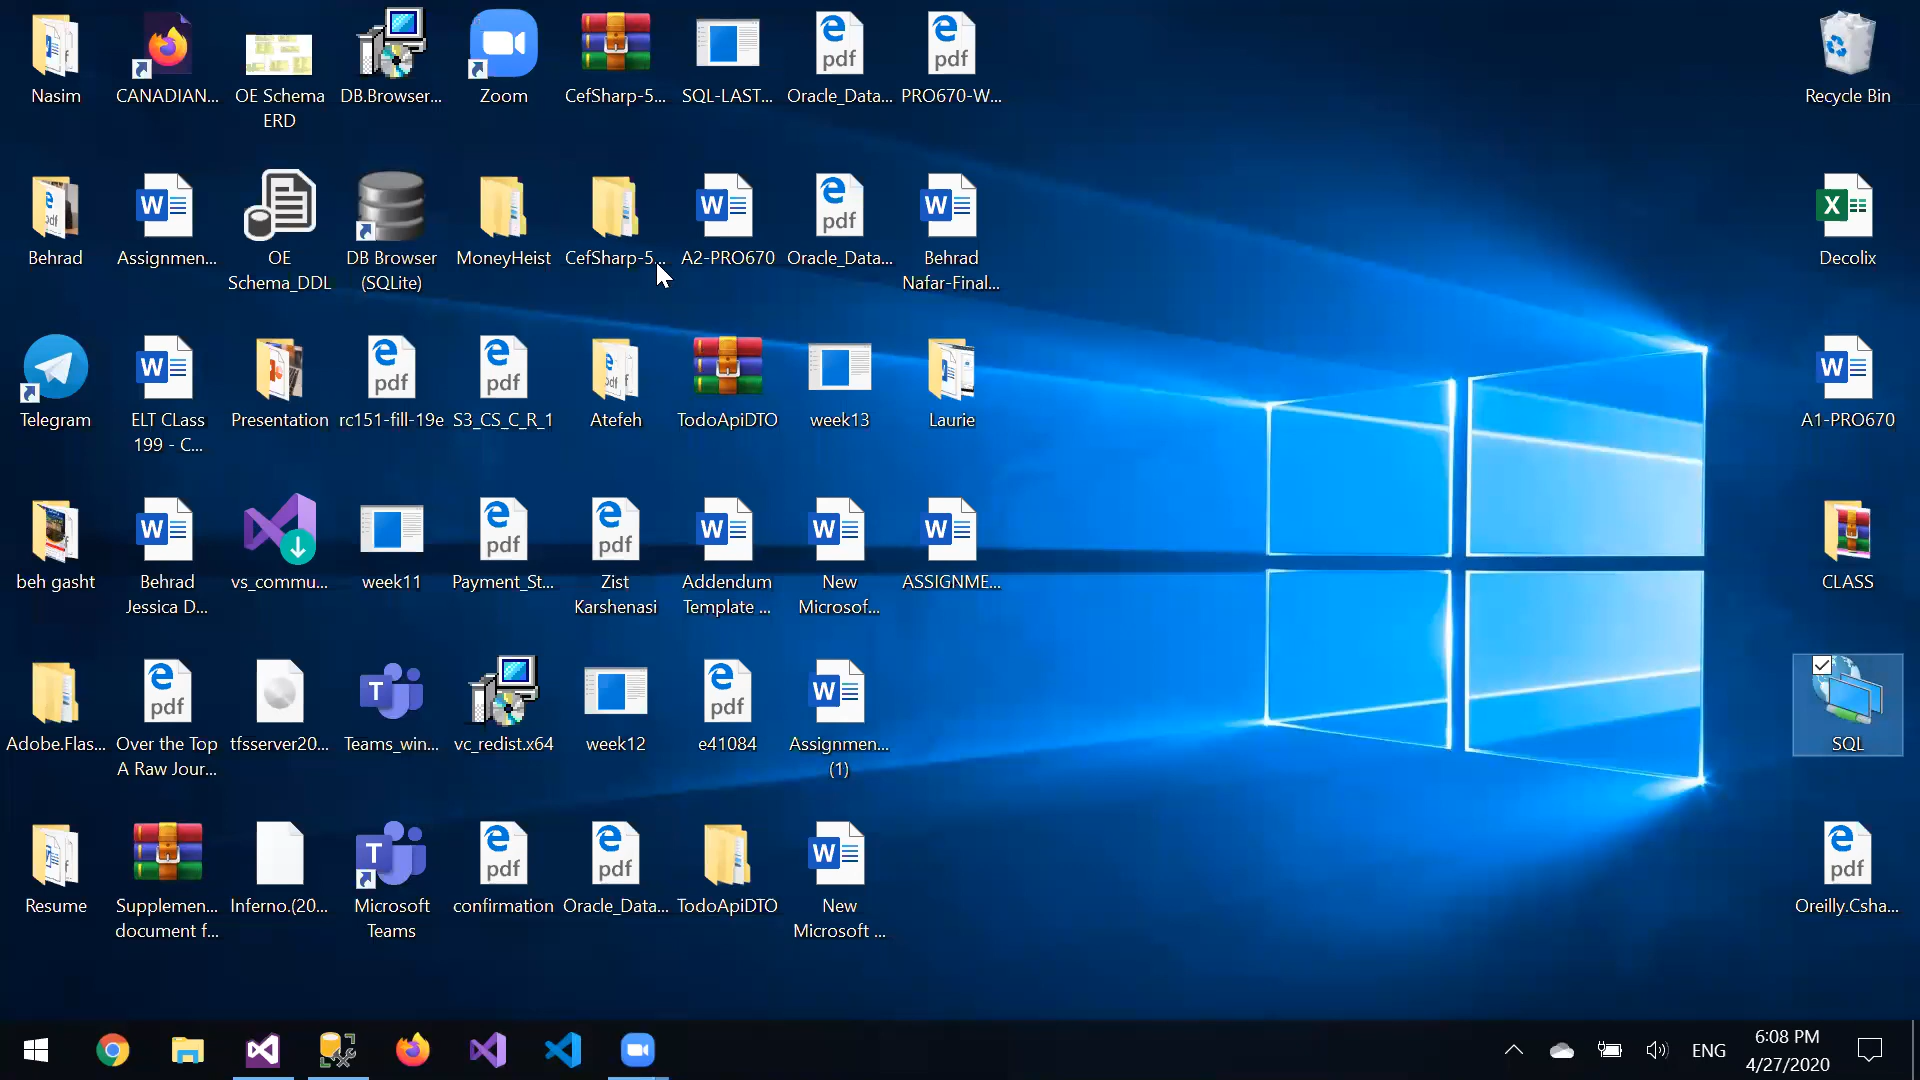 Nasim
CANADIAN...
OE Schema
ERD
DB.Browser...
Zoom
CefSharp-5...
SQL-LAST...
Oracle_Data...
PRO670-W...
Recycle Bin
Behrad
Assignmen...
OE
Schema_DDL
DB Browser
(SQLite)
MoneyHeist
CefSharp-5...
A2-PRO670
Oracle_Data...
Behrad
Nafar-Final...
Decolix
Telegram
ELT CLass
199 - C...
Presentation
rc151-fill-19e
S3_CS_C_R_1
Atefeh
TodoApiDTO
week13
Laurie
A1-PRO670
beh gasht
Behrad
Jessica D...
vs_commu...
week11
Payment_St...
Zist
Karshenasi
Addendum
Template ...
New
Microsof...
ASSIGNME...
CLASS
Adobe.Flas...
Over the Top
A Raw Jour...
tfsserver20...
Teams_win...
vc_redist.x64
week12
e41084
Assignmen...
(1)
SQL
Resume
Supplemen...
document f...
Inferno.(20...
Microsoft
Teams
confirmation
Oracle_Data...
TodoApiDTO
New
Microsoft ...
Oreilly.Csha...
ENG
6:08 PM
4/27/2020